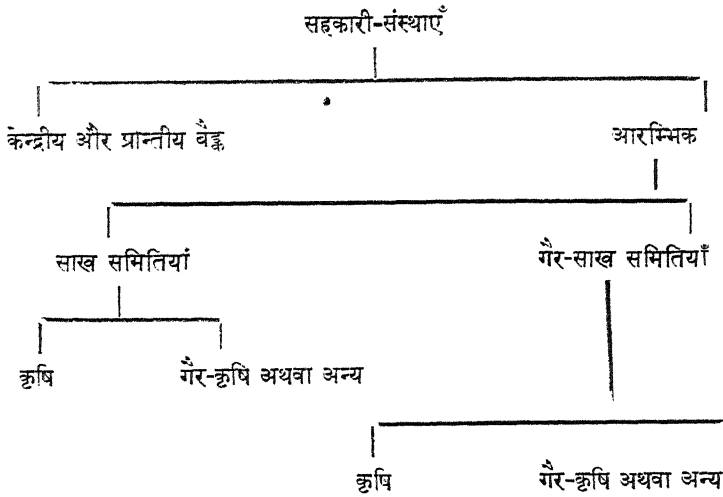 सहकारी-संस्थाएँ
केन्द्रीय और प्रान्तीय बैङ्क
आरम्भिक
साख समितियां
गैर-साख समितियाँ
कृषि
गैर-कृषि अथवा अन्य
कृषि
गैर-कृषि अथवा अन्य